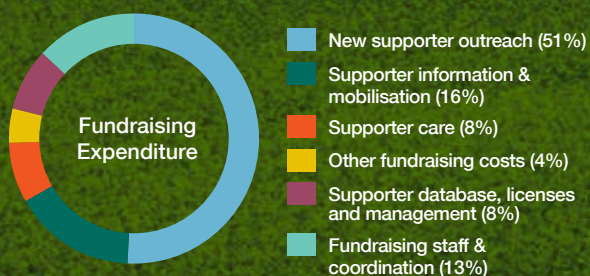 Fundraising
Expenditure
New supporter outreach (51%)
Supporter information &
mobilisation (16%)
Supporter care (8%)
Other fundraising costs (4%)
Supporter database, licenses
and management (8%)
Fundraising staff &
coordination (13%)